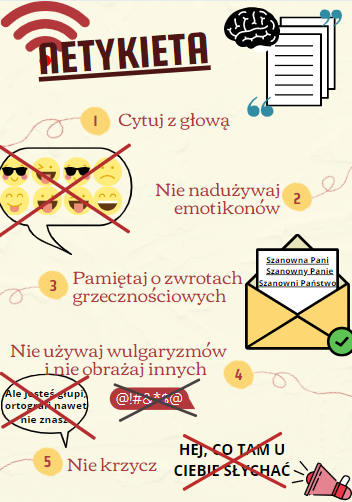 NETYKIETA
1 Cytuj z głową
Nie nadużywaj
emotikonów
2
3 Pamiętaj o zwrotach
grzecznościowych
Szanowna Pani
Szanowny Panie
Szanowni Państwo
Nie używaj wulgaryzmów
i nie obrażaj innych
4
Ale jesteś głupi,
ortografi nawet
nie znasz
@!#&*%@
5 Nie krzycz
HEJ, CO TAM U
CIEBIE SŁYCHAĆ